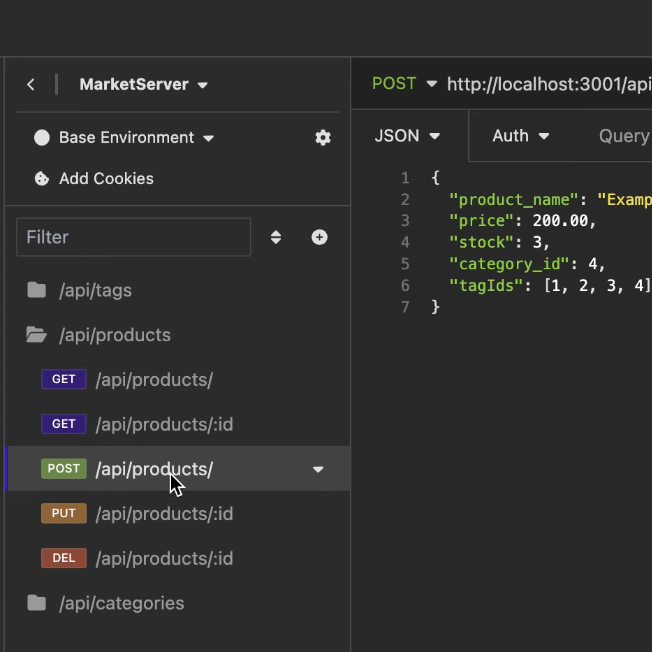 MarketServer
Base Environment
Add Cookies
Filter
/api/tags
/api/products
GET /api/products/
GET /api/products/:id
POST /api/products/
PUT /api/products/:id
DEL /api/products/:id
/api/categories
POST http://localhost:3001/api
JSON Auth Query
1 {
2 "product_name": "Examp
3 "price": 200.00,
4 "stock": 3,
5 "category_id": 4,
6 "tagIds": [1, 2, 3, 4]
7 }